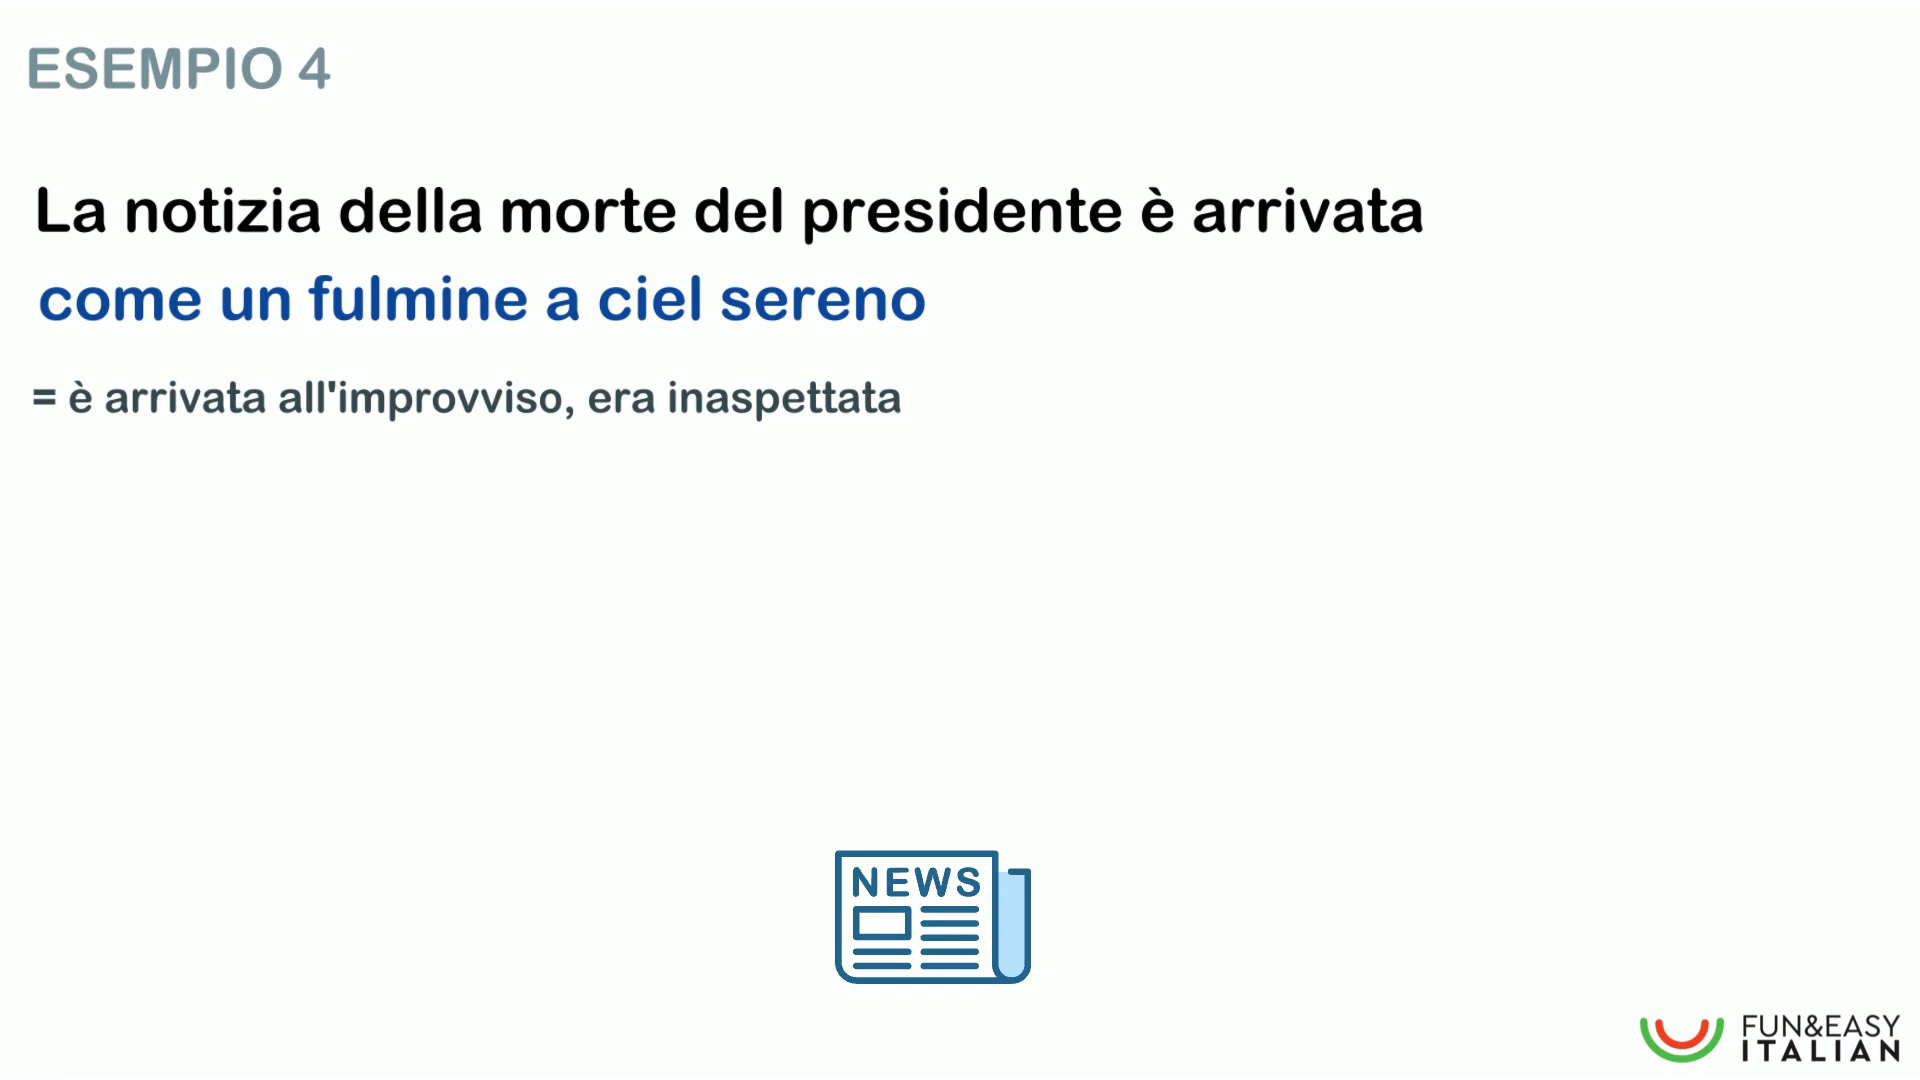 ESEMPIO 4
La notizia della morte del presidente è arrivata
come un fulmine a ciel sereno
= è arrivata all'improvviso, era inaspettata
NEWS
FUN&EASY
ITALIAN